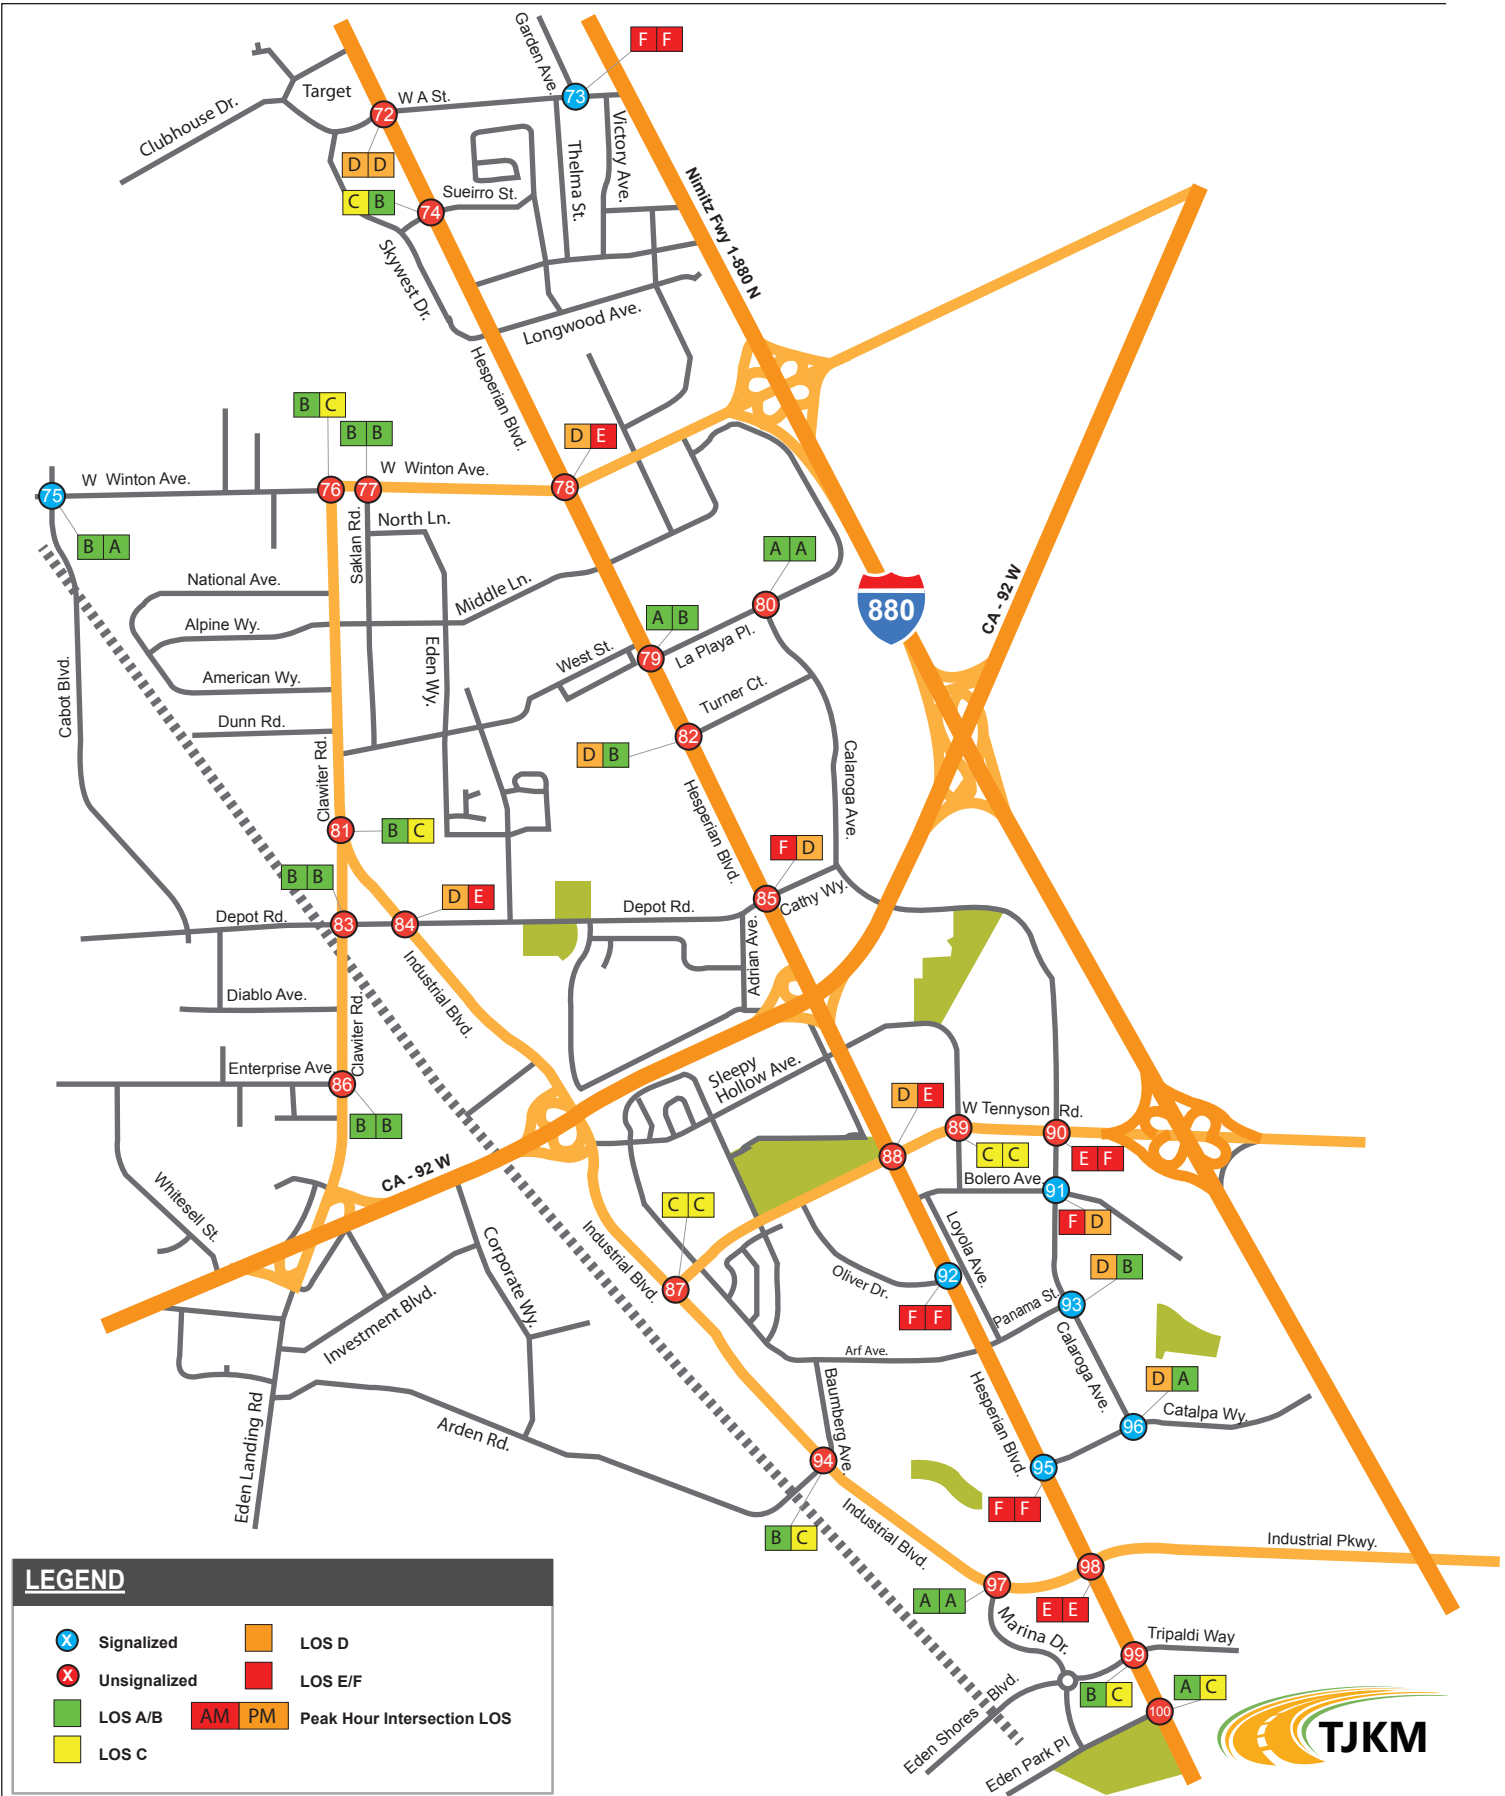 Garden Ave.
F F
Target
W A St.
73
72
Clubhouse Dr.
Victory Ave.
Thelma St.
D D
Sueirro St.
C B
74
Nimitz Fwy 1-880 N
Skywest Dr.
Longwood Ave.
Hesperian Blvd.
B C
B B
D E
W Winton Ave.
W Winton Ave.
75
76
77
78
North Ln.
Saklan Rd.
B A
A A
National Ave.
Middle Ln.
880
CA - 92 W
80
A B
Alpine Wy.
Eden Wy.
West St.
79
La Playa Pl.
American Wy.
Turner Ct.
Cabot Blvd.
Dunn Rd.
82
D B
Clawiter Rd.
Calaroga Ave.
Hesperian Blvd.
81
B C
F D
B B
D E
85
Cathy Wy.
Depot Rd.
83
84
Depot Rd.
Adrian Ave.
Industrial Blvd.
Diablo Ave.
Clawiter Rd.
Enterprise Ave.
86
Sleepy
Hollow Ave.
D E
B B
W Tennyson Rd.
89
90
C C
E F
88
CA - 92 W
Bolero Ave.
91
Whitesell St.
C C
F D
Loyola Ave.
Corporate Wy.
Industrial Blvd.
D B
Oliver Dr.
92
87
Panama St.
93
F F
Investment Blvd.
Arf Ave.
Calaroga Ave.
D A
Baumberg Ave.
Hesperian Blvd.
Catalpa Wy.
96
Eden Landing Rd
Arden Rd.
94
95
F F
Industrial Blvd.
B C
Industrial Pkwy.
98
97
A A
E E
Marina Dr.
Tripaldi Way
99
B C
A C
100
Eden Shores Blvd.
Eden Park Pl
LEGEND
X Signalized
LOS D
X Unsignalized
LOS E/F
LOS A/B
AM PM Peak Hour Intersection LOS
LOS C
TJKM